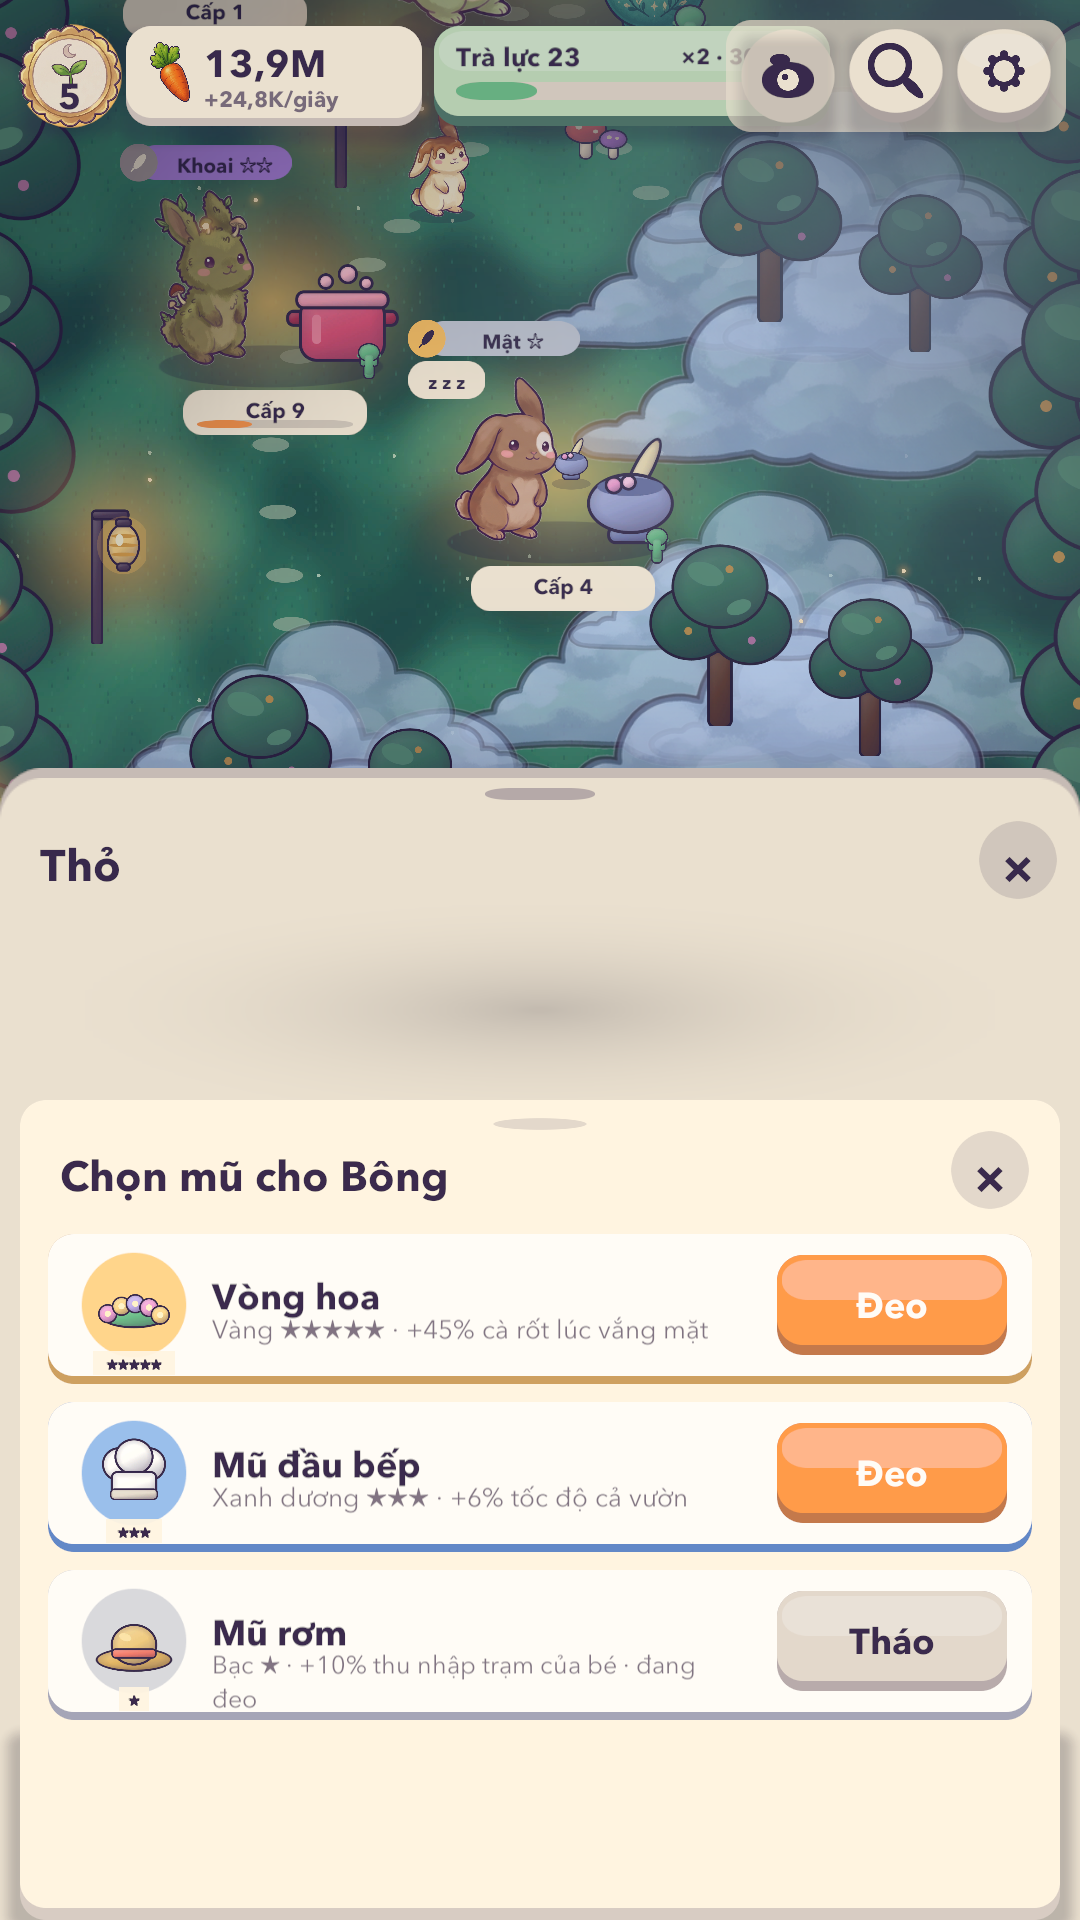 Cấp 1
5
13,9M
+24,8K/giây
Trà lực 23
×2 ·
Khoai ☆☆
Mật ☆
z z z
Cấp 9
Cấp 4
Thỏ
×
Chọn mũ cho Bông
×
Vòng hoa
Vàng ★★★★★ · +45% cà rốt lúc vắng mặt
★★★★★
Đeo
Mũ đầu bếp
Xanh dương ★★★ · +6% tốc độ cả vườn
★★★
Đeo
Mũ rơm
Bạc ★ · +10% thu nhập trạm của bé · đang
đeo
★
Tháo